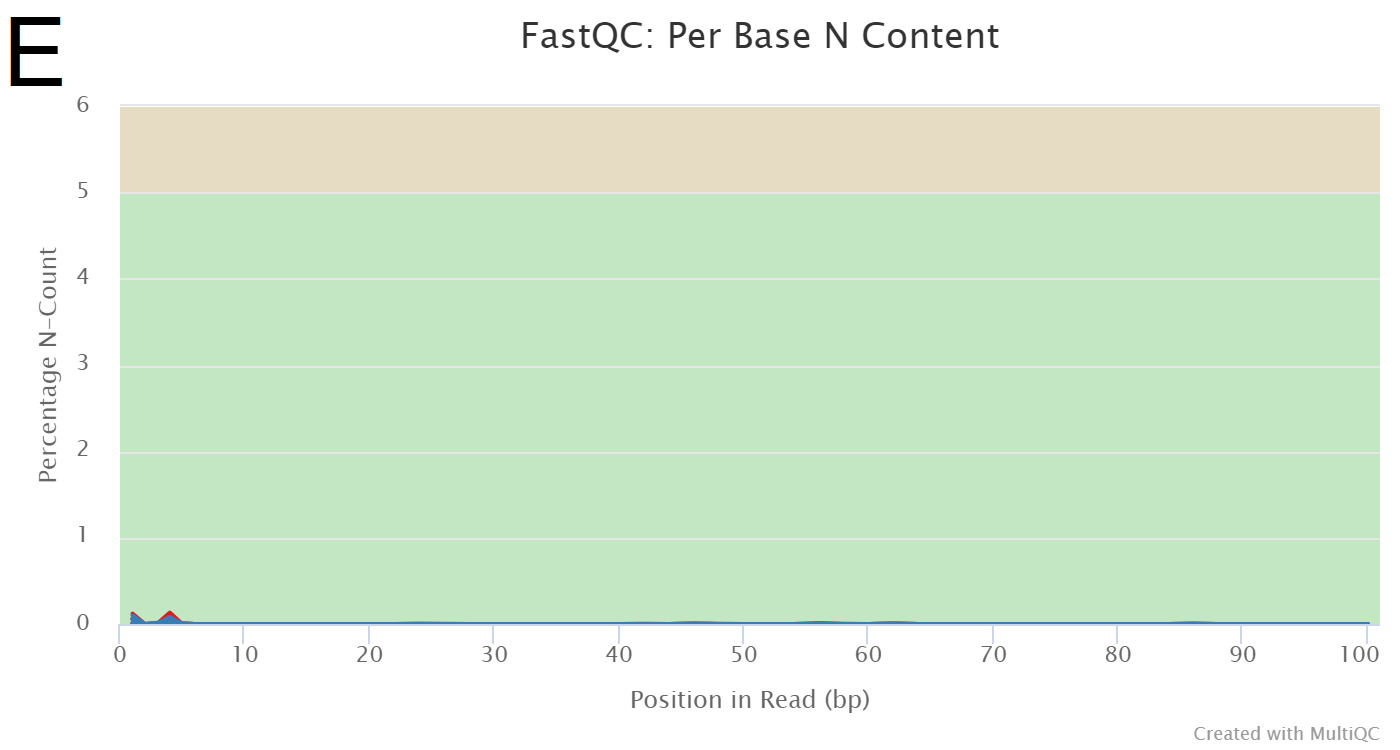 E
FastQC: Per Base N Content
6
5
4
3
2
1
0
Percentage N-Count
0 10 20 30 40 50 60 70 80 90 100
Position in Read (bp)
Created with MultiQC